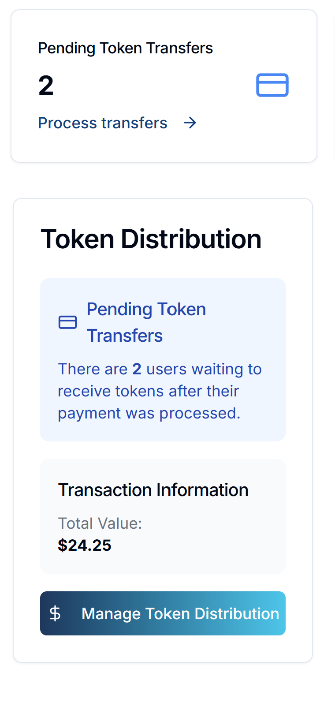 Pending Token Transfers
2
Process transfers →
Token Distribution
Pending Token
Transfers
There are 2 users waiting to
receive tokens after their
payment was processed.
Transaction Information
Total Value:
$24.25
$ Manage Token Distribution